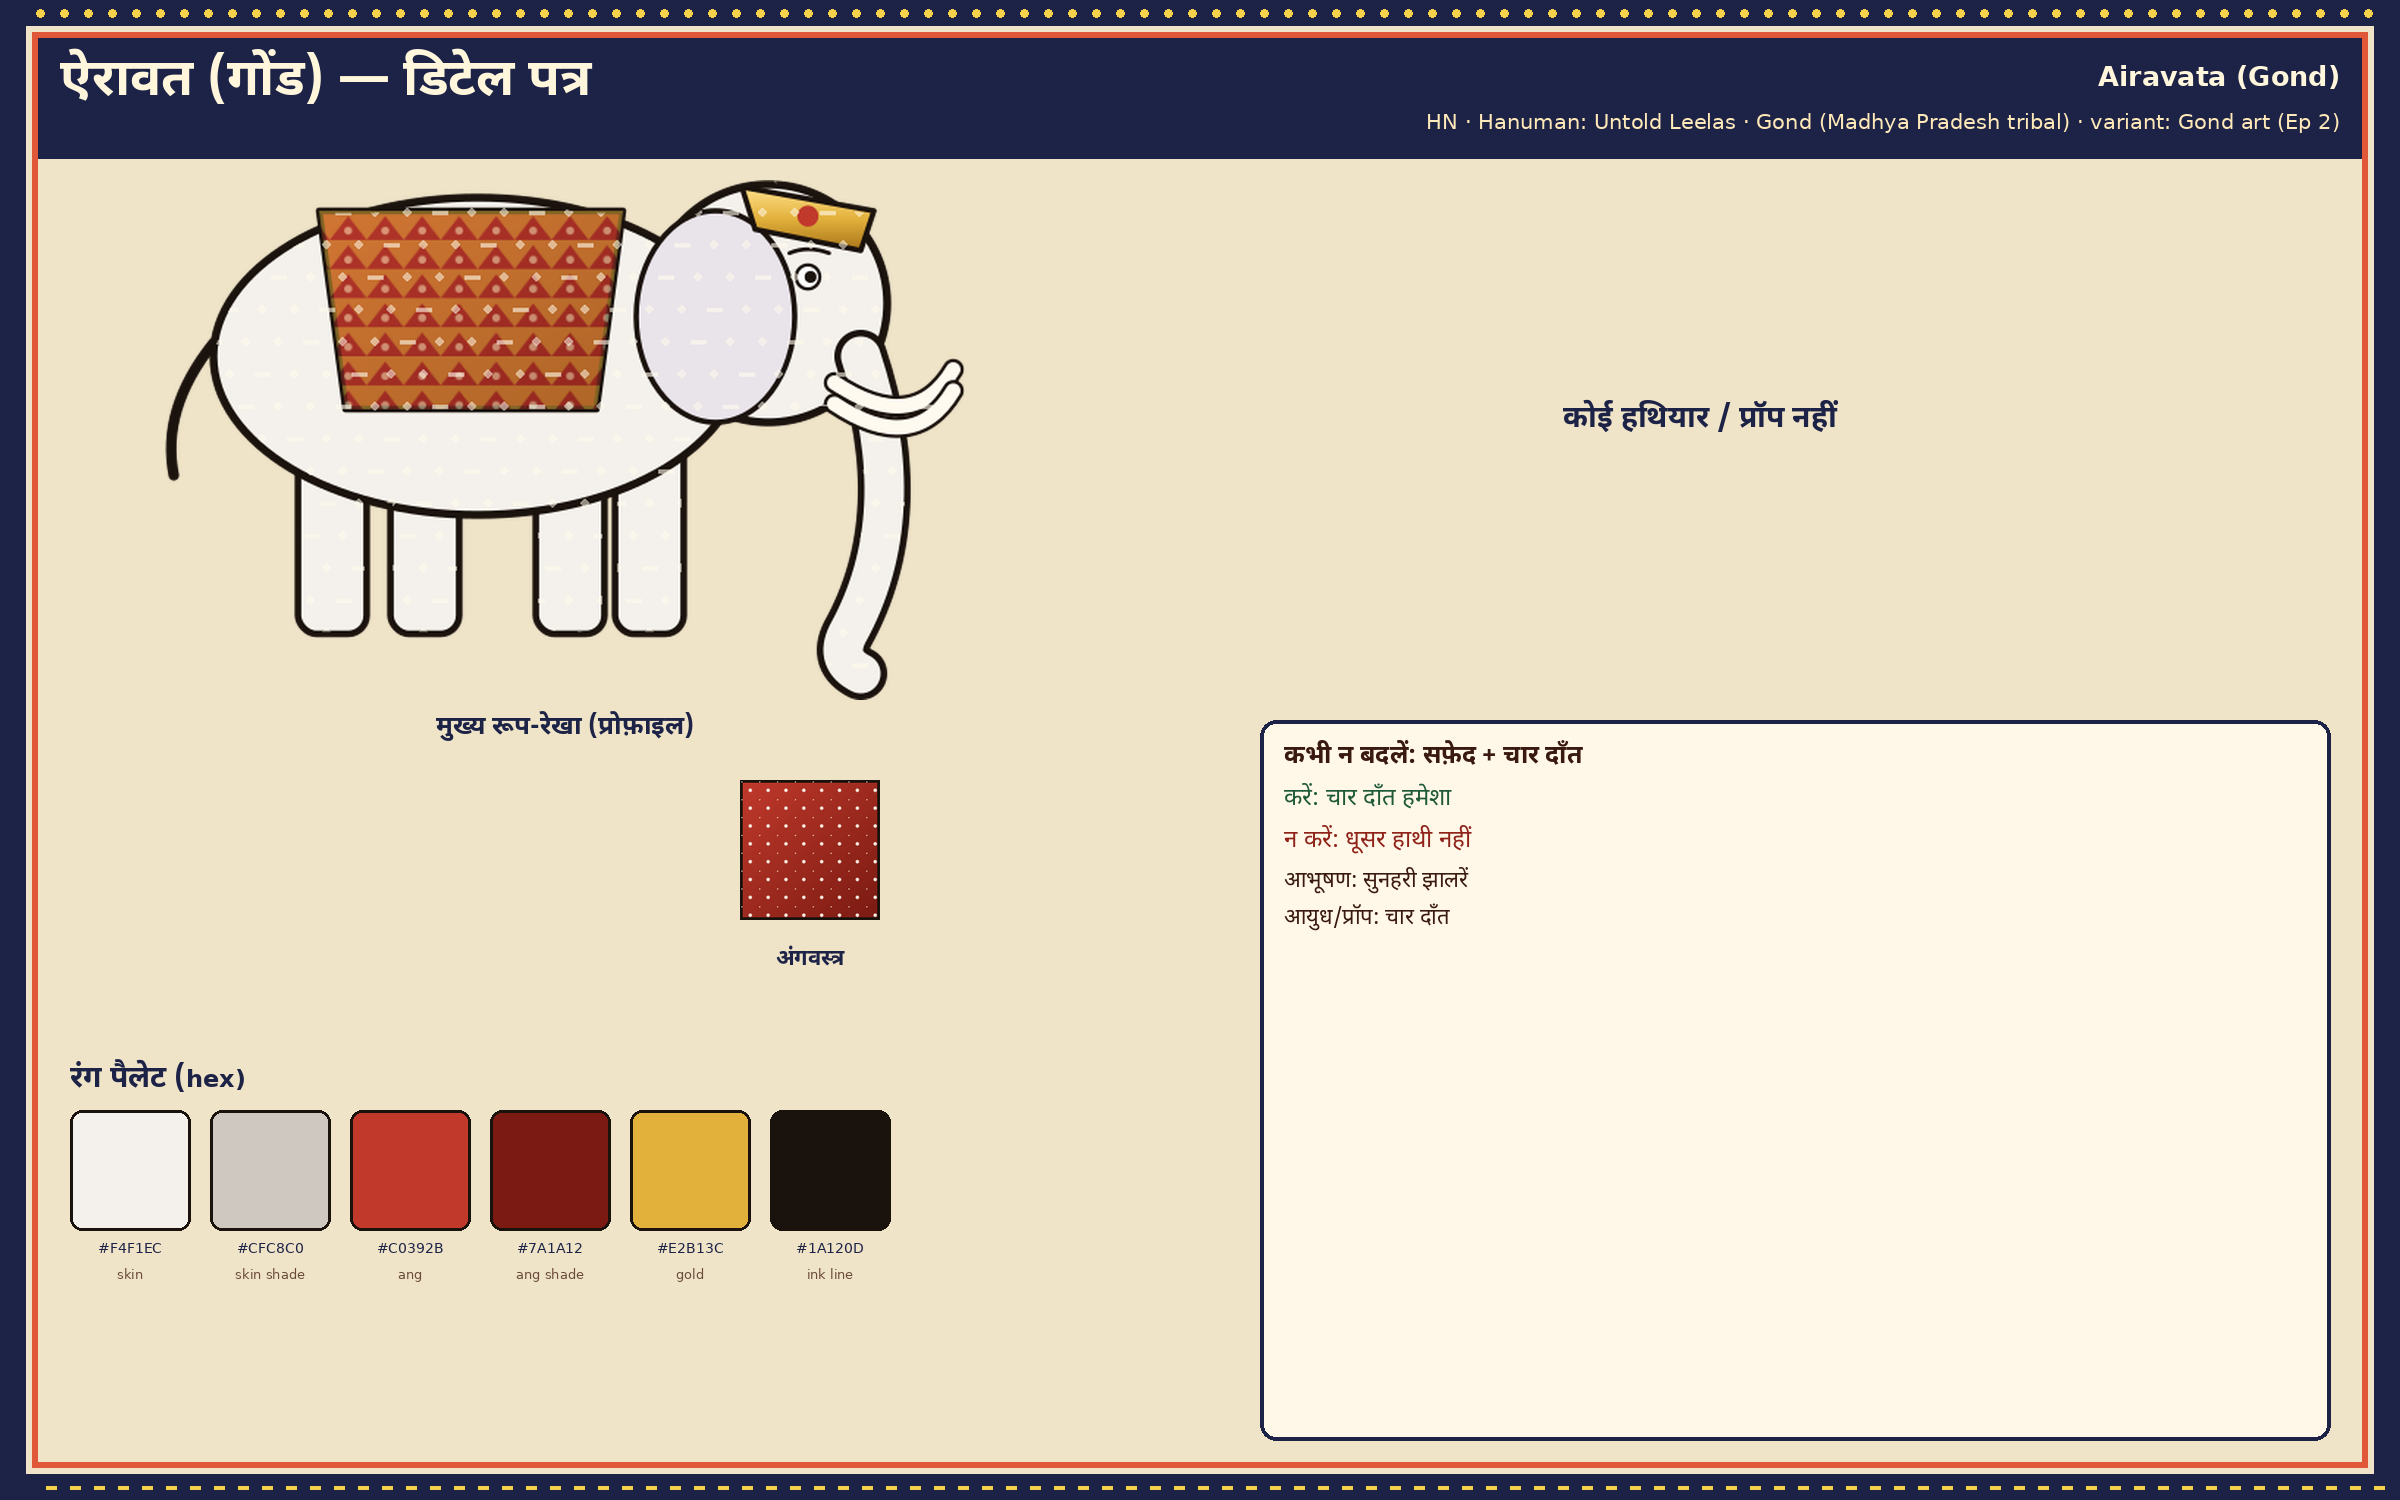 ऐरावत (गोंड) — डिटेल पत्र
Airavata (Gond)
HN · Hanuman: Untold Leelas · Gond (Madhya Pradesh tribal) · variant: Gond art (Ep 2)
कोई हथियार / प्रॉप नहीं
मुख्य रूप-रेखा (प्रोफ़ाइल)
कभी न बदलें: सफ़ेद + चार दाँत
करें: चार दाँत हमेशा
न करें: धूसर हाथी नहीं
आभूषण: सुनहरी झालरें
आयुध/प्रॉप: चार दाँत
अंगवस्त्र
रंग पैलेट (hex)
#F4F1EC #CFC8C0 #C0392B #7A1A12 #E2B13C #1A120D
skin skin shade ang ang shade gold ink line